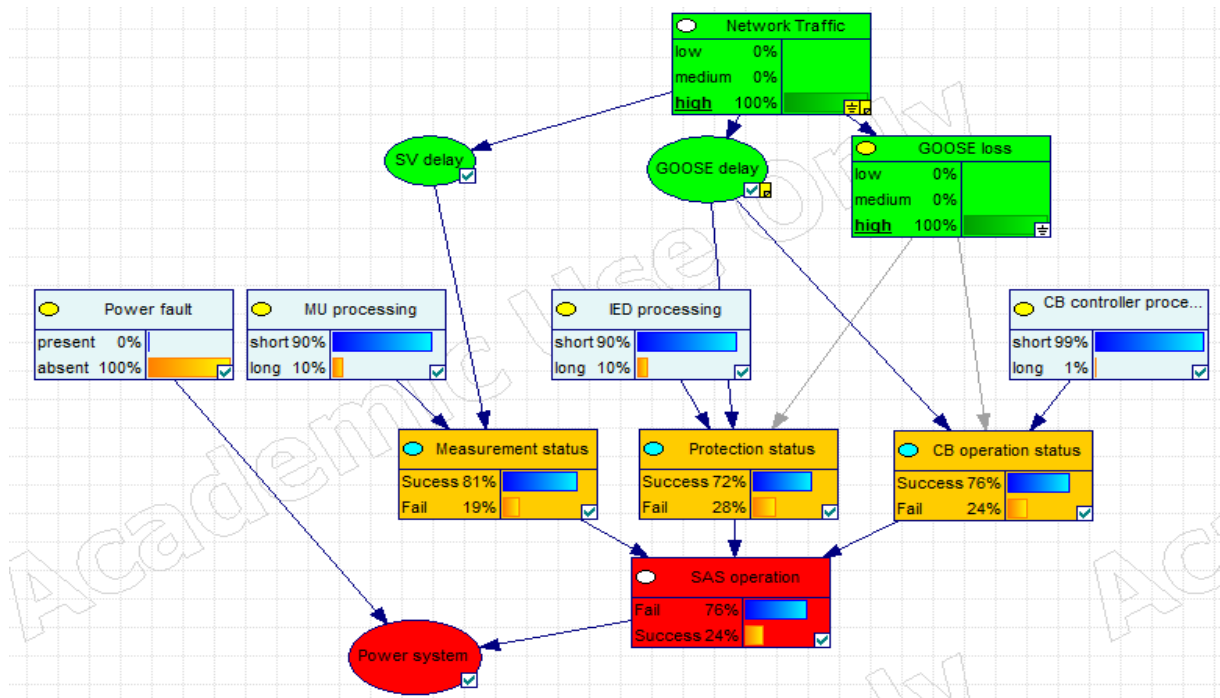 Network Traffic
low 0%
medium 0%
high 100%
SV delay
GOOSE delay
GOOSE loss
low 0%
medium 0%
high 100%
Power fault
present 0%
absent 100%
MU processing
short 90%
long 10%
IED processing
short 90%
long 10%
CB controller proce...
short 99%
long 1%
Measurement status
Success 81%
Fail 19%
Protection status
Success 72%
Fail 28%
CB operation status
Success 76%
Fail 24%
SAS operation
Fail 76%
Success 24%
Power system
Academic Use Only
Ac